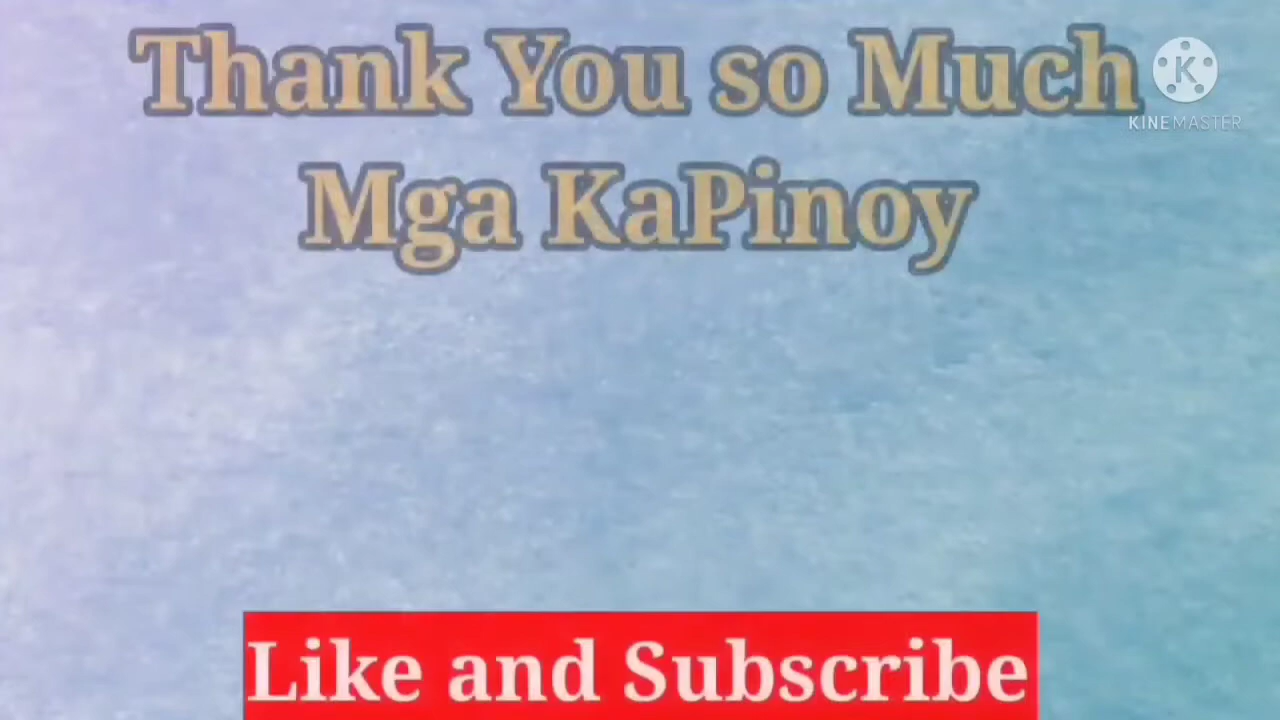 Thank You so Much
K
KINEMASTER
Mga KaPinoy
Like and Subscribe